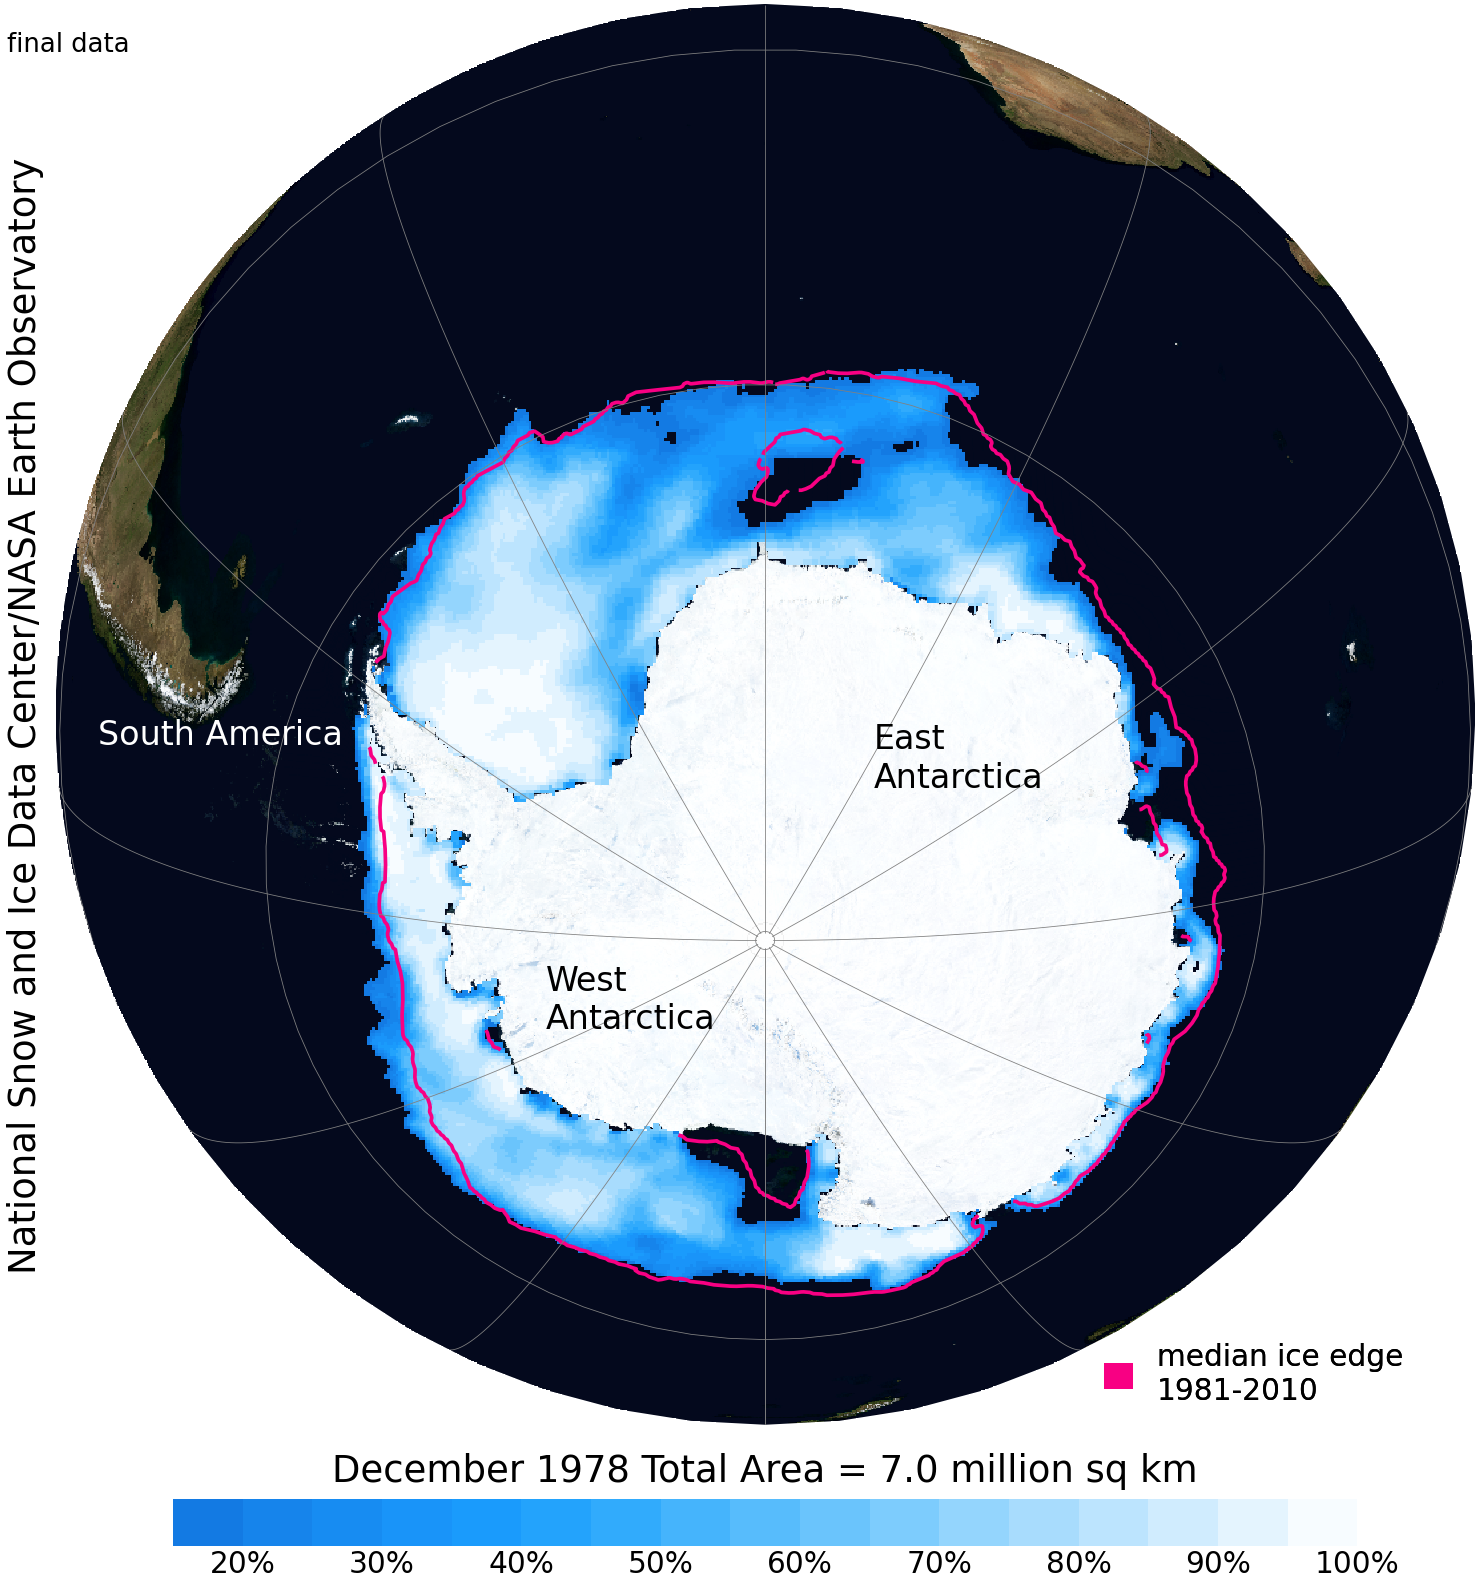 final data
National Snow and Ice Data Center/NASA Earth Observatory
South America
East
Antarctica
West
Antarctica
median ice edge
1981-2010
December 1978 Total Area = 7.0 million sq km
20% 30% 40% 50% 60% 70% 80% 90% 100%